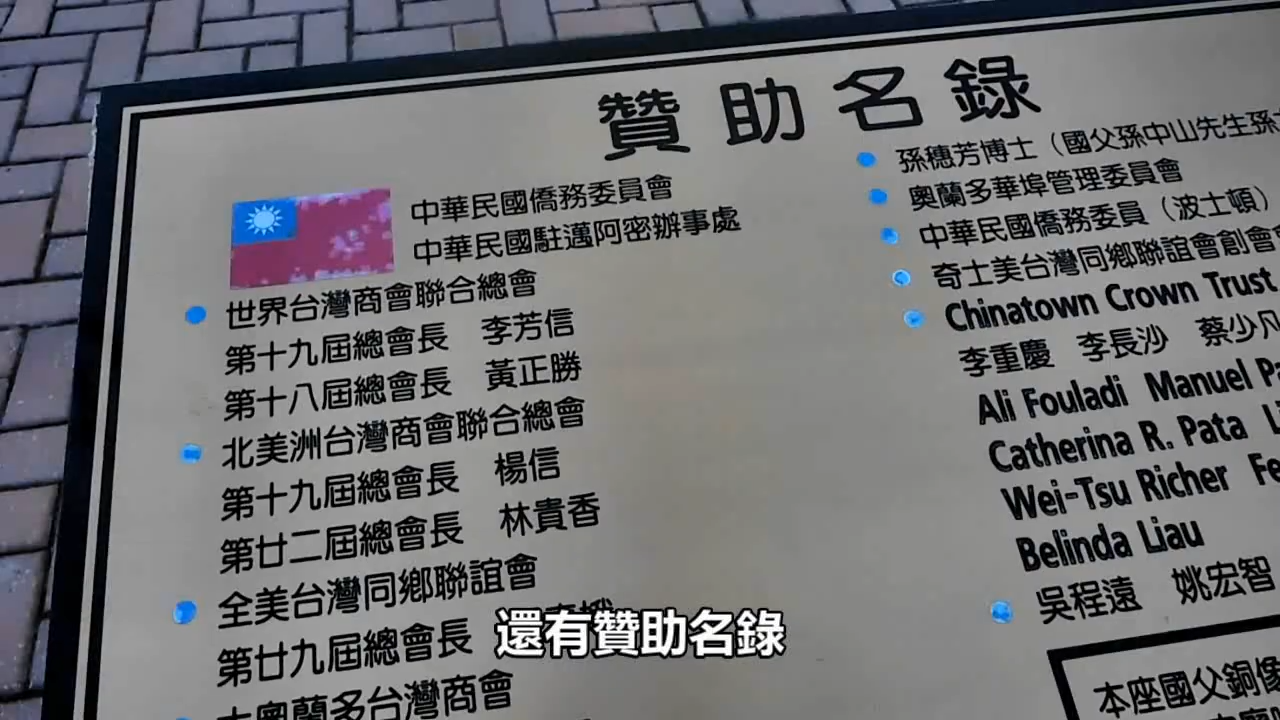 贊助名錄
中華民國僑務委員會
中華民國駐邁阿密辦事處
世界台灣商會聯合總會
第十九屆總會長 李芳信
第十八屆總會長 黃正勝
北美洲台灣商會聯合總會
第十九屆總會長 楊信
第廿二屆總會長 林貴香
全美台灣同鄉聯誼會
第廿九屆總會長
大奧蘭多台灣商會
孫穗芳博士（國父孫中山先生孫
奧蘭多華埠管理委員會
中華民國僑務委員（波士頓）
奇士美台灣同鄉聯誼會創會
Chinatown Crown Trust
李重慶 李長沙 蔡少凡
Ali Fouladi Manuel
Catherina R. Pata
Wei-Tsu Richer
Belinda Liau
吳程遠 姚宏智
本座國父銅像
還有贊助名錄